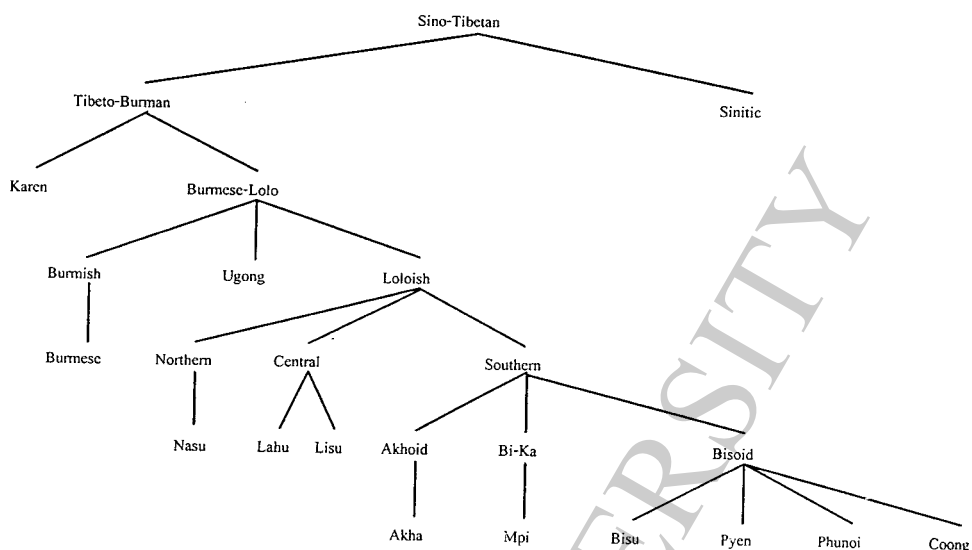 Sino-Tibetan
Tibeto-Burman
Sinitic
Karen
Burmese-Lolo
Burmish
Ugong
Loloish
Burmese
Northern
Central
Southern
Nasu
Lahu
Lisu
Akhoid
Bi-Ka
Bisoid
Akha
Mpi
Bisu
Pyen
Phunoi
Coong
ERSITY